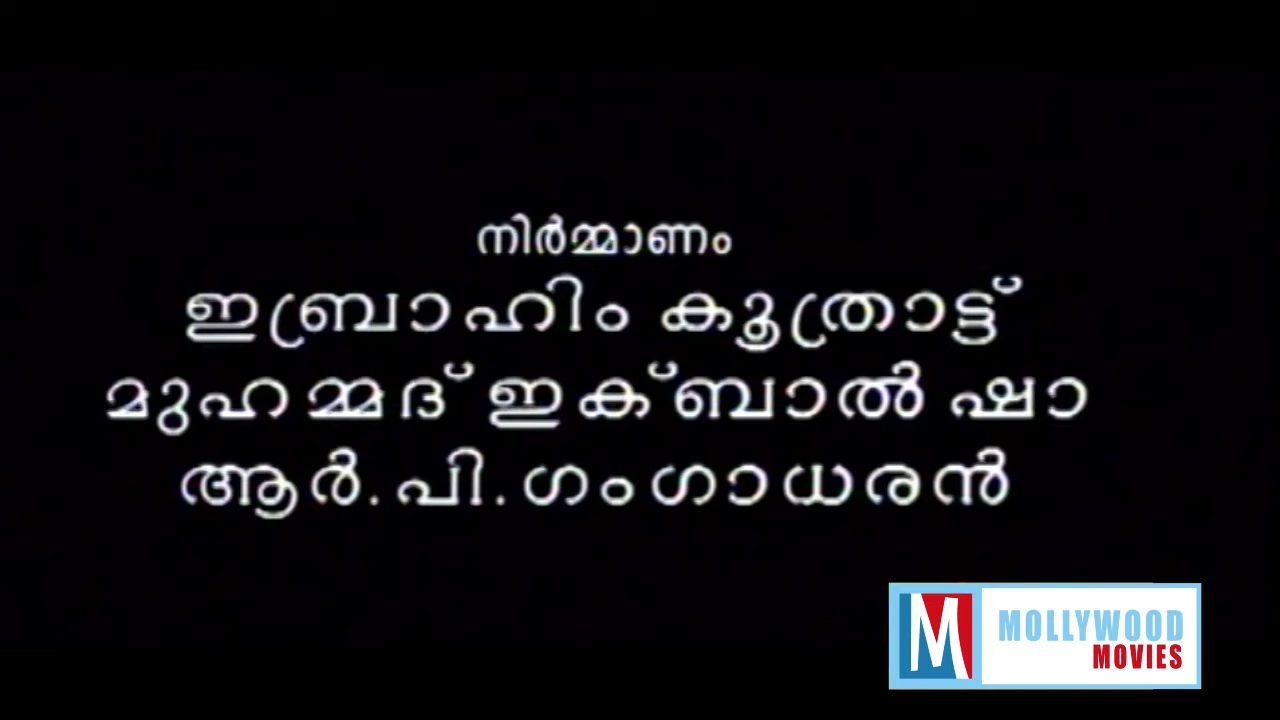 നിർമ്മാണം
ഇബ്രാഹിം കൂത്രാട്ട്
മുഹമ്മദ് ഇക്ബാൽ ഷാ
ആർ.പി.ഗംഗാധരൻ
M MOLLYWOOD
MOVIES